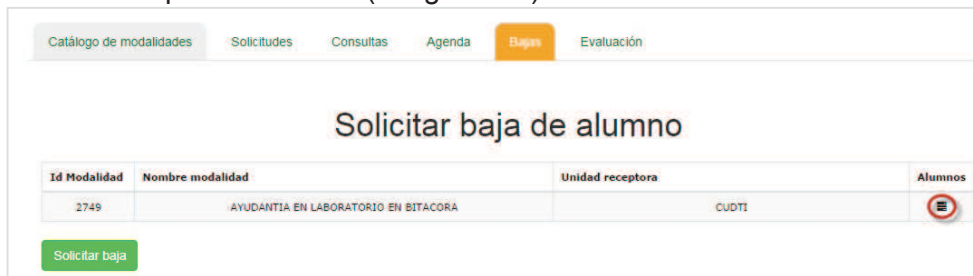 Catálogo de modalidades Solicitudes Consultas Agenda Bajas Evaluación
Solicitar baja de alumno
Id Modalidad Nombre modalidad Unidad receptora Alumnos
2749 AYUDANTIA EN LABORATORIO EN BITACORA CUDTI
Solicitar baja